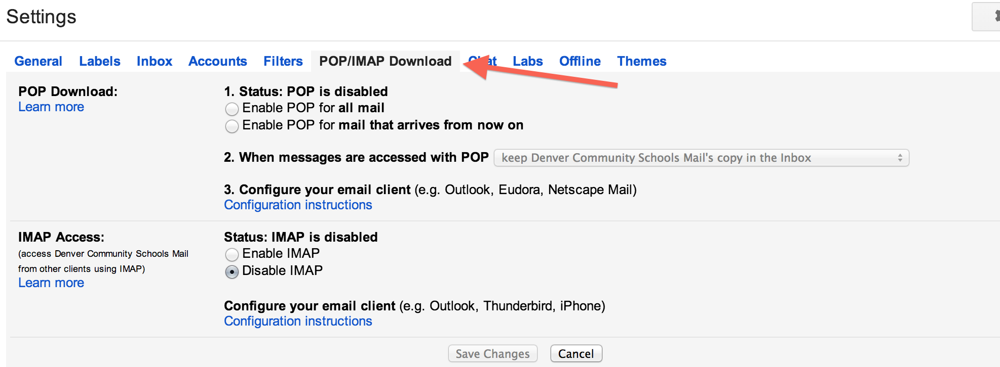 Settings
General Labels Inbox Accounts Filters POP/IMAP Download Chat Labs Offline Themes
POP Download:
Learn more
1. Status: POP is disabled
Enable POP for all mail
Enable POP for mail that arrives from now on
2. When messages are accessed with POP keep Denver Community Schools Mail's copy in the Inbox
3. Configure your email client (e.g. Outlook, Eudora, Netscape Mail)
Configuration instructions
IMAP Access:
(access Denver Community Schools Mail
from other clients using IMAP)
Learn more
Status: IMAP is disabled
Enable IMAP
Disable IMAP
Configure your email client (e.g. Outlook, Thunderbird, iPhone)
Configuration instructions
Save Changes Cancel